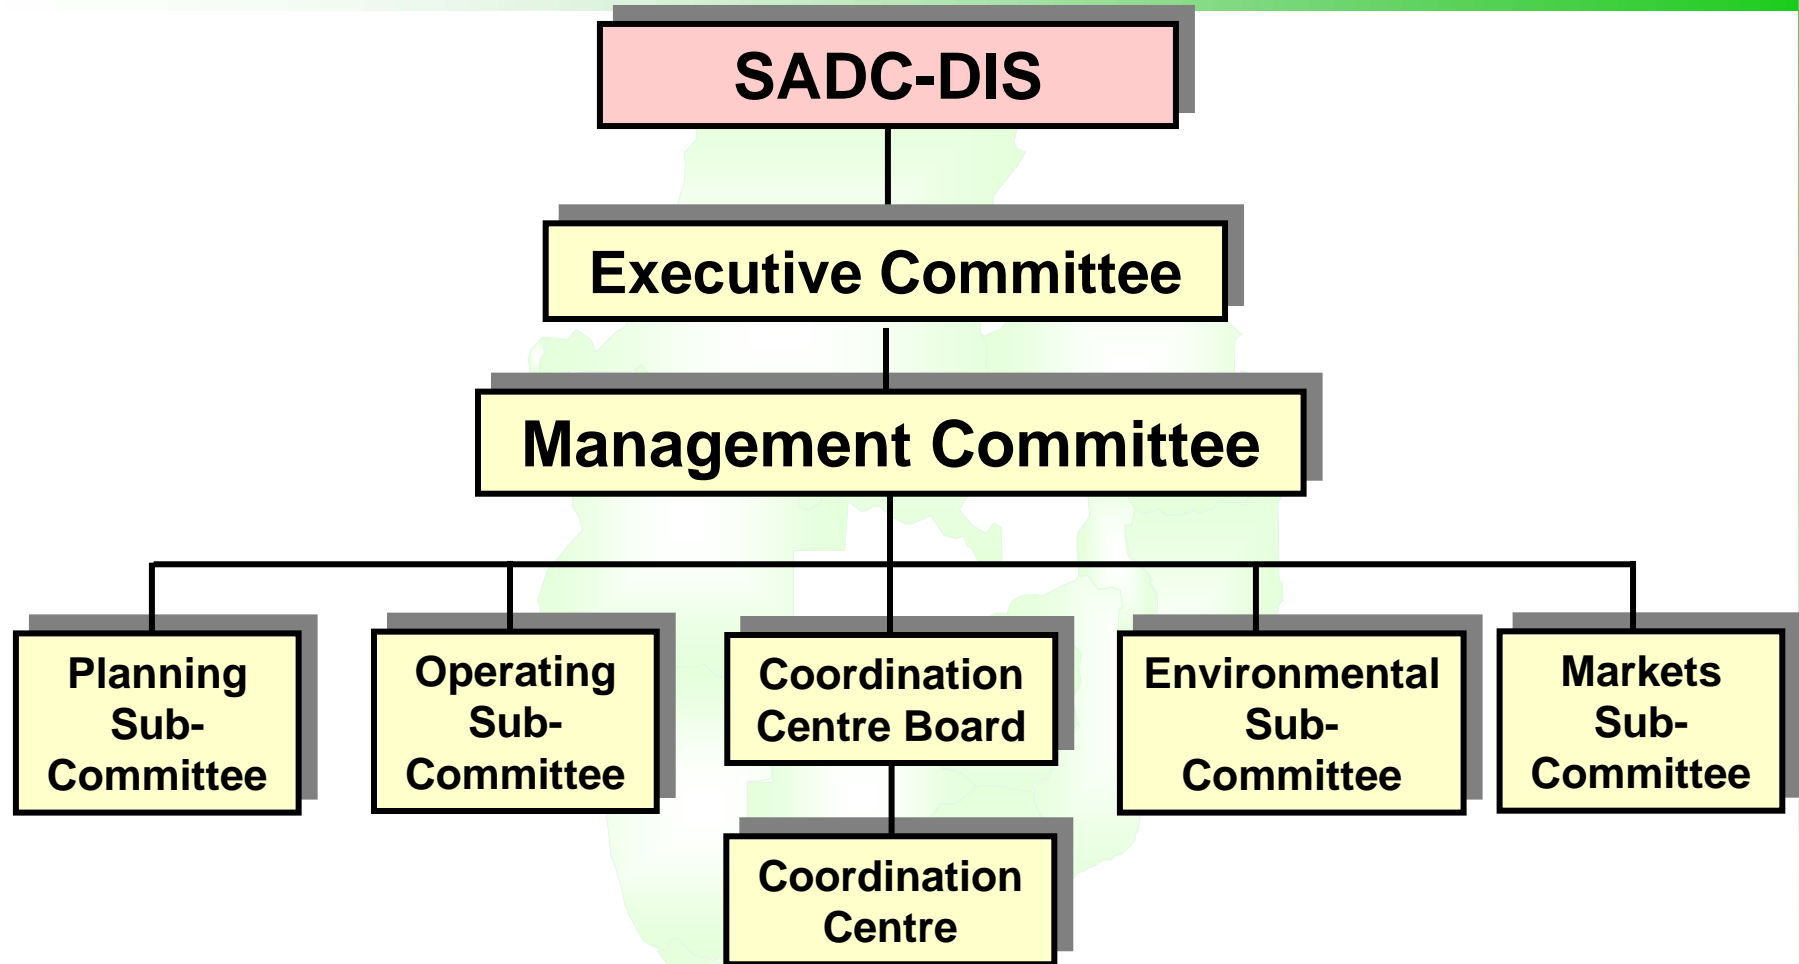 SADC-DIS
Executive Committee
Management Committee
Planning
Sub-
Committee
Operating
Sub-
Committee
Coordination
Centre Board
Environmental
Sub-
Committee
Markets
Sub-
Committee
Coordination
Centre